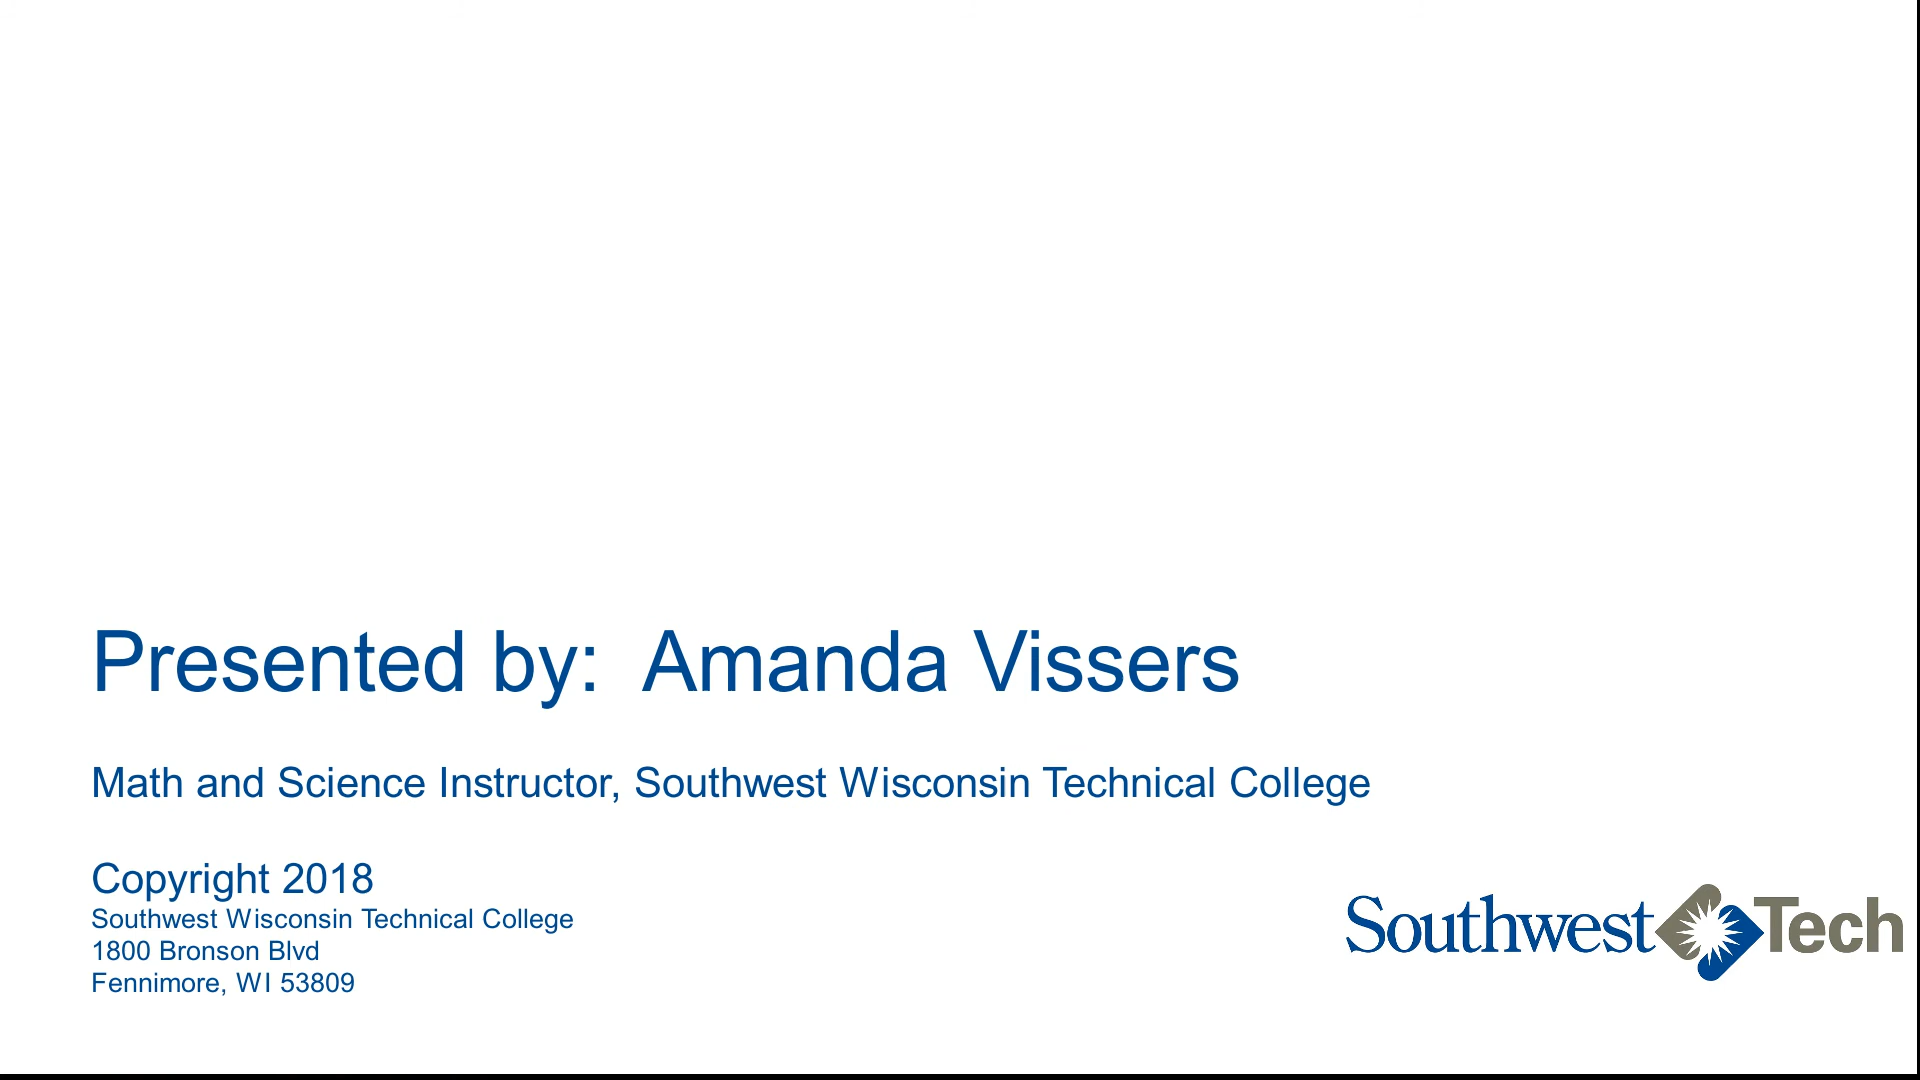 Presented by:  Amanda Vissers
Math and Science Instructor, Southwest Wisconsin Technical College
Copyright 2018
Southwest Wisconsin Technical College
1800 Bronson Blvd
Fennimore, WI 53809
Southwest Tech